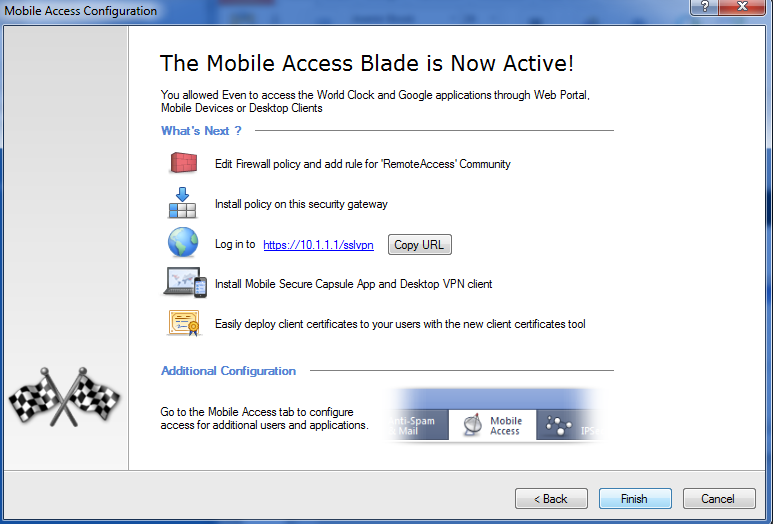 Mobile Access Configuration
The Mobile Access Blade is Now Active!
You allowed Even to access the World Clock and Google applications through Web Portal,
Mobile Devices or Desktop Clients
What's Next ?
Edit Firewall policy and add rule for 'RemoteAccess' Community
Install policy on this security gateway
Log in to https://10.1.1.1/sslvpn Copy URL
Install Mobile Secure Capsule App and Desktop VPN client
Easily deploy client certificates to your users with the new client certificates tool
Additional Configuration
Go to the Mobile Access tab to configure
access for additional users and applications.
nti-Spam
Mail
Mobile
Access
IPSe
< Back Finish Cancel